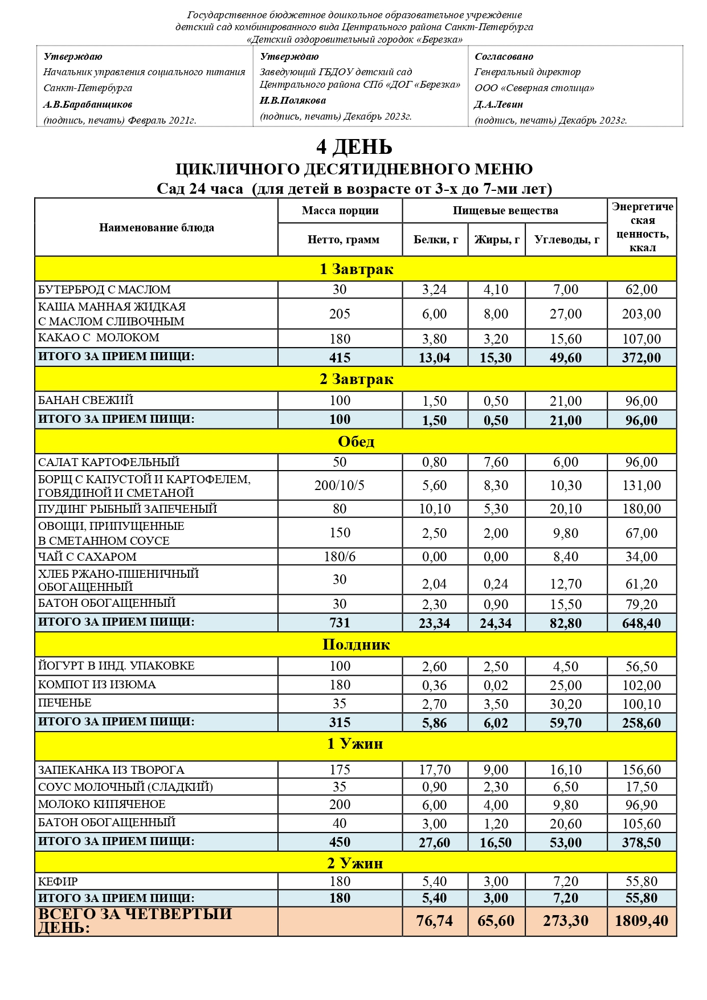 Государственное бюджетное дошкольное образовательное учреждение
детский сад комбинированного вида Центрального района Санкт-Петербурга
«Детский оздоровительный городок «Березка»
Утверждаю
Начальник управления социального питания
Санкт-Петербурга
А.В.Барабанщиков
(подпись, печать) Февраль 2021г.
Утверждаю
Заведующий ГБДОУ детский сад
Центрального района СПб «ДОГ «Березка»
И.В.Полякова
(подпись, печать) Декабрь 2023г.
Согласовано
Генеральный директор
ООО «Северная столица»
Д.А.Левин
(подпись, печать) Декабрь 2023г.
4 ДЕНЬ
ЦИКЛИЧНОГО ДЕСЯТИДНЕВНОГО МЕНЮ
Сад 24 часа (для детей в возрасте от 3-х до 7-ми лет)
Наименование блюда
Масса порции
Нетто, грамм
Пищевые вещества
Белки, г Жиры, г Углеводы, г
Энергетиче
ская
ценность,
ккал
1 Завтрак
БУТЕРБРОД С МАСЛОМ 30 3,24 4,10 7,00 62,00
КАША МАННАЯ ЖИДКАЯ
С МАСЛОМ СЛИВОЧНЫМ 205 6,00 8,00 27,00 203,00
КАКАО С МОЛОКОМ 180 3,80 3,20 15,60 107,00
ИТОГО ЗА ПРИЕМ ПИЩИ: 415 13,04 15,30 49,60 372,00
2 Завтрак
БАНАН СВЕЖИЙ 100 1,50 0,50 21,00 96,00
ИТОГО ЗА ПРИЕМ ПИЩИ: 100 1,50 0,50 21,00 96,00
Обед
САЛАТ КАРТОФЕЛЬНЫЙ 50 0,80 7,60 6,00 96,00
БОРЩ С КАПУСТОЙ И КАРТОФЕЛЕМ,
ГОВЯДИНОЙ И СМЕТАНОЙ 200/10/5 5,60 8,30 10,30 131,00
ПУДИНГ РЫБНЫЙ ЗАПЕЧЕНЫЙ 80 10,10 5,30 20,10 180,00
ОВОЩИ, ПРИПУЩЕННЫЕ
В СМЕТАННОМ СОУСЕ 150 2,50 2,00 9,80 67,00
ЧАЙ С САХАРОМ 180/6 0,00 0,00 8,40 34,00
ХЛЕБ РЖАНО-ПШЕНИЧНЫЙ
ОБОГАЩЕННЫЙ 30 2,04 0,24 12,70 61,20
БАТОН ОБОГАЩЕННЫЙ 30 2,30 0,90 15,50 79,20
ИТОГО ЗА ПРИЕМ ПИЩИ: 731 23,34 24,34 82,80 648,40
Полдник
ЙОГУРТ В ИНД. УПАКОВКЕ 100 2,60 2,50 4,50 56,50
КОМПОТ ИЗ ИЗЮМА 180 0,36 0,02 25,00 102,00
ПЕЧЕНЬЕ 35 2,70 3,50 30,20 100,10
ИТОГО ЗА ПРИЕМ ПИЩИ: 315 5,86 6,02 59,70 258,60
1 Ужин
ЗАПЕКАНКА ИЗ ТВОРОГА 175 17,70 9,00 16,10 156,60
СОУС МОЛОЧНЫЙ (СЛАДКИЙ) 35 0,90 2,30 6,50 17,50
МОЛОКО КИПЯЧЕНОЕ 200 6,00 4,00 9,80 96,90
БАТОН ОБОГАЩЕННЫЙ 40 3,00 1,20 20,60 105,60
ИТОГО ЗА ПРИЕМ ПИЩИ: 450 27,60 16,50 53,00 378,50
2 Ужин
КЕФИР 180 5,40 3,00 7,20 55,80
ИТОГО ЗА ПРИЕМ ПИЩИ: 180 5,40 3,00 7,20 55,80
ВСЕГО ЗА ЧЕТВЕРТЫЙ
ДЕНЬ: 76,74 65,60 273,30 1809,40